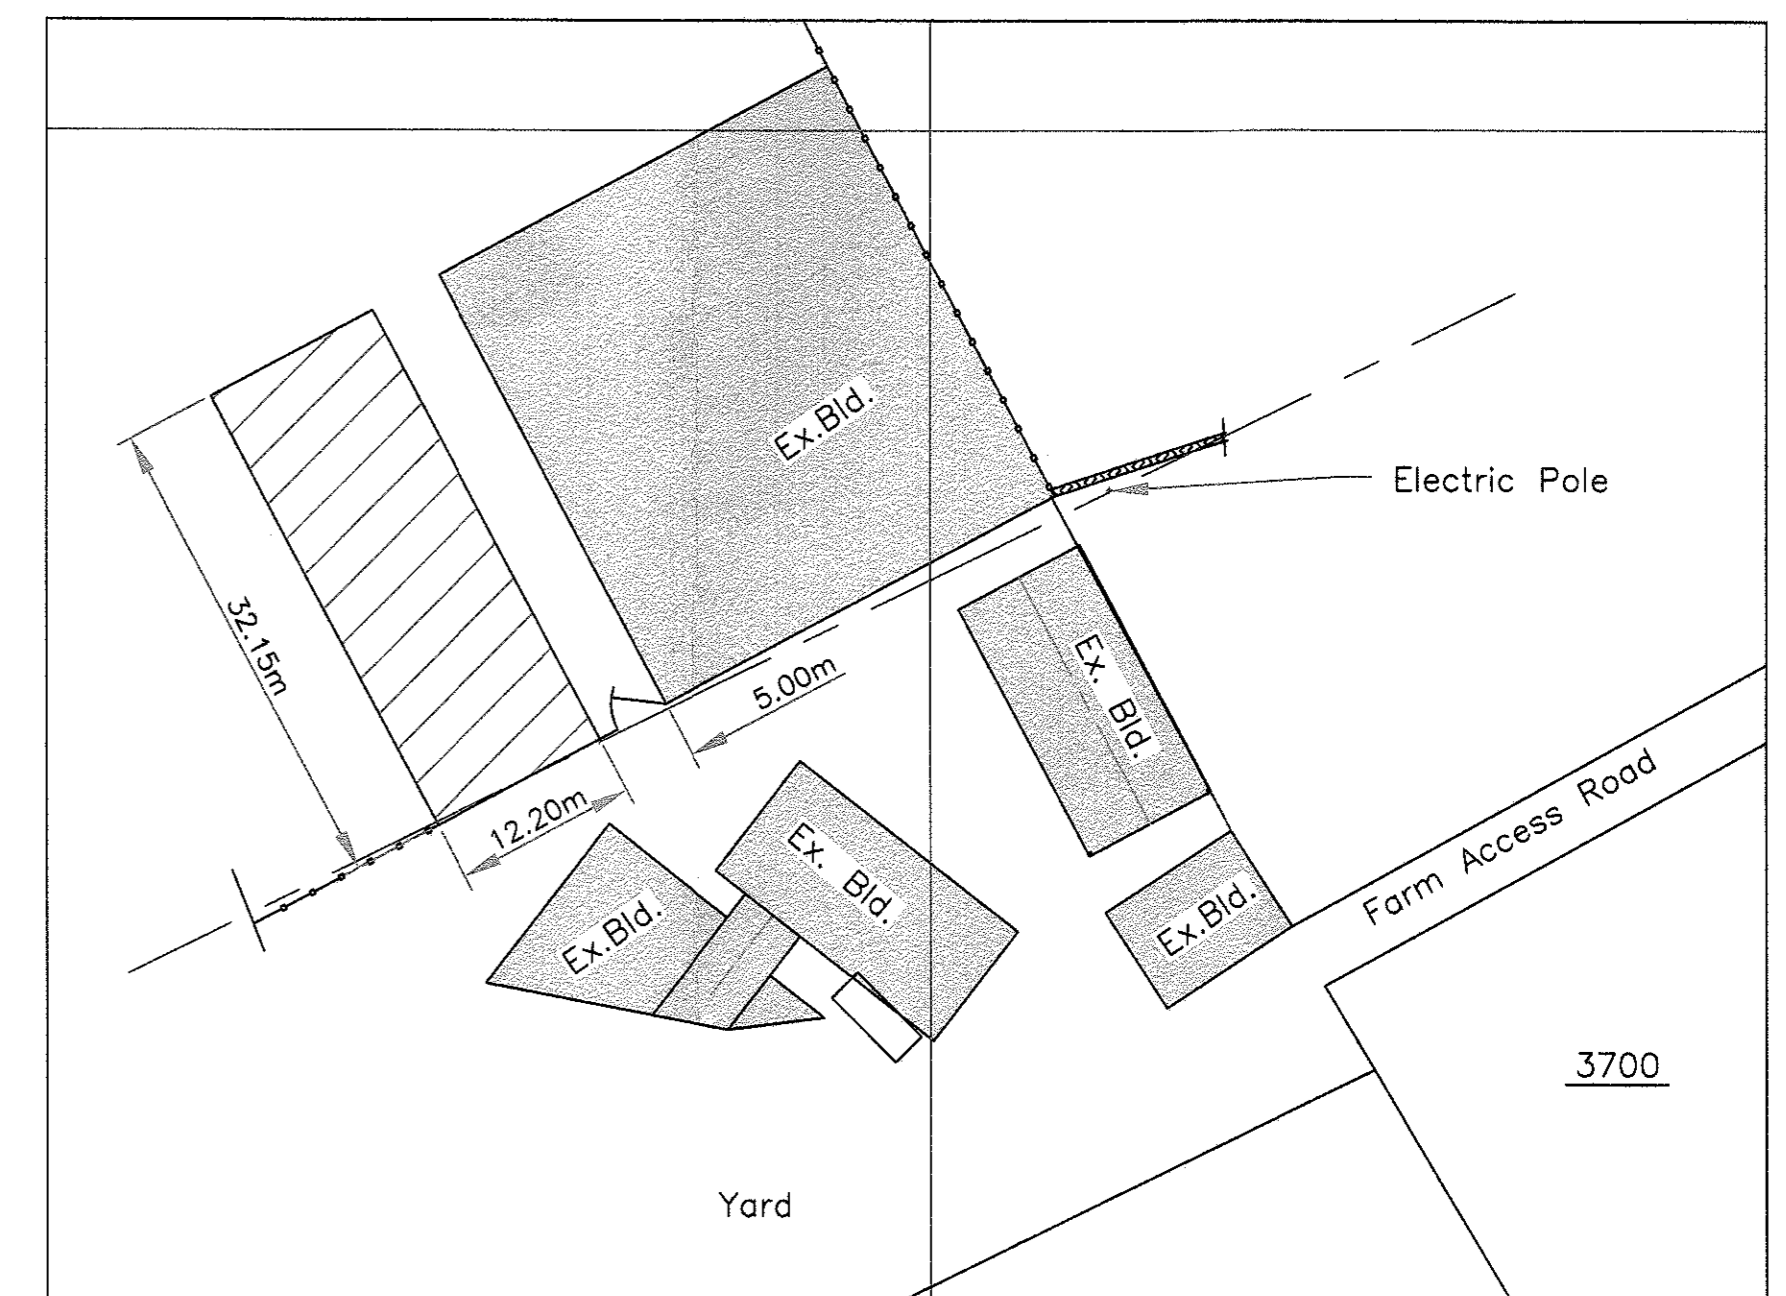 Ex.Bld.
Electric Pole
32.15m
5.00m
Ex. Bld.
12.20m
Ex. Bld.
Farm Access Road
Ex.Bld.
Ex.Bld.
3700
Yard